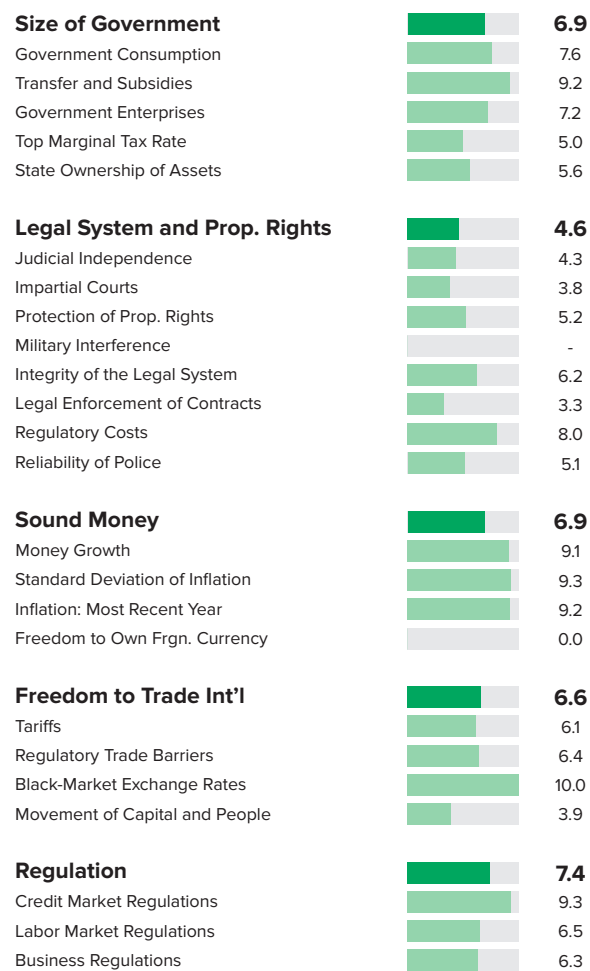 Size of Government 6.9
Government Consumption 7.6
Transfer and Subsidies 9.2
Government Enterprises 7.2
Top Marginal Tax Rate 5.0
State Ownership of Assets 5.6
Legal System and Prop. Rights 4.6
Judicial Independence 4.3
Impartial Courts 3.8
Protection of Prop. Rights 5.2
Military Interference -
Integrity of the Legal System 6.2
Legal Enforcement of Contracts 3.3
Regulatory Costs 8.0
Reliability of Police 5.1
Sound Money 6.9
Money Growth 9.1
Standard Deviation of Inflation 9.3
Inflation: Most Recent Year 9.2
Freedom to Own Frgn. Currency 0.0
Freedom to Trade Int'l 6.6
Tariffs 6.1
Regulatory Trade Barriers 6.4
Black-Market Exchange Rates 10.0
Movement of Capital and People 3.9
Regulation 7.4
Credit Market Regulations 9.3
Labor Market Regulations 6.5
Business Regulations 6.3